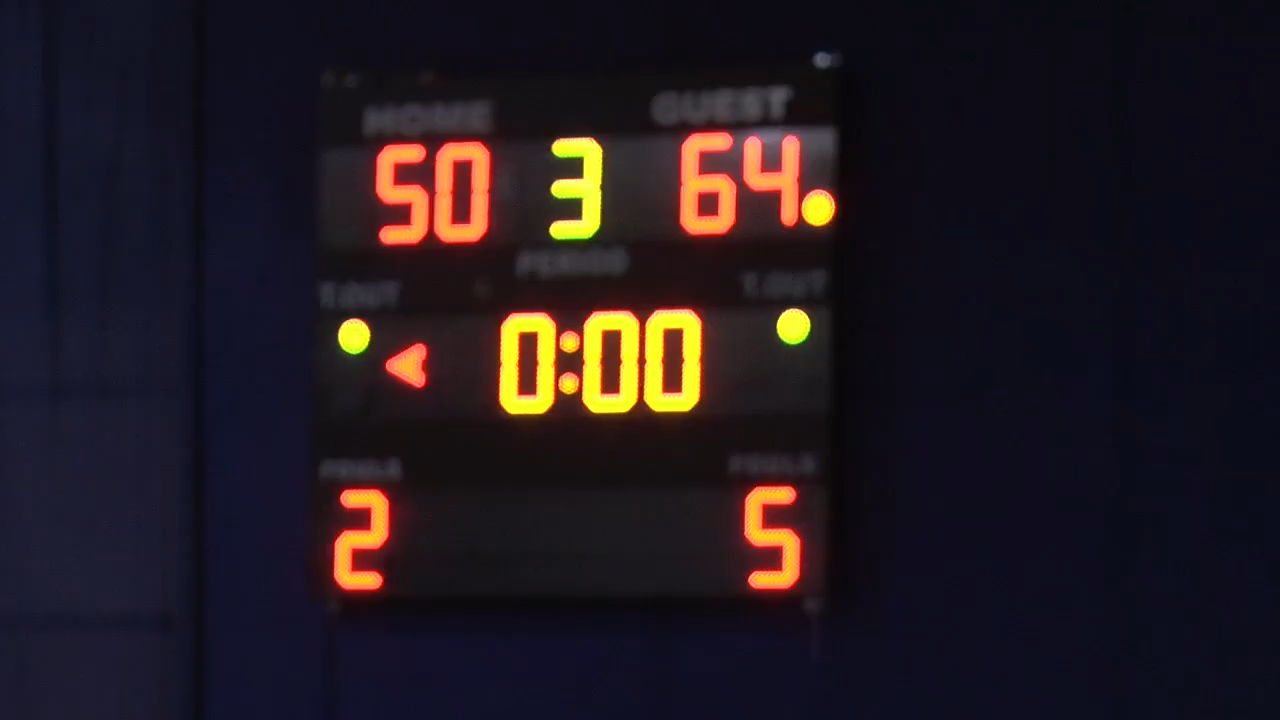 HOME GUEST
50 3 64
PERIOD
T.OUT T.OUT
0:00
FOULS FOULS
2 5